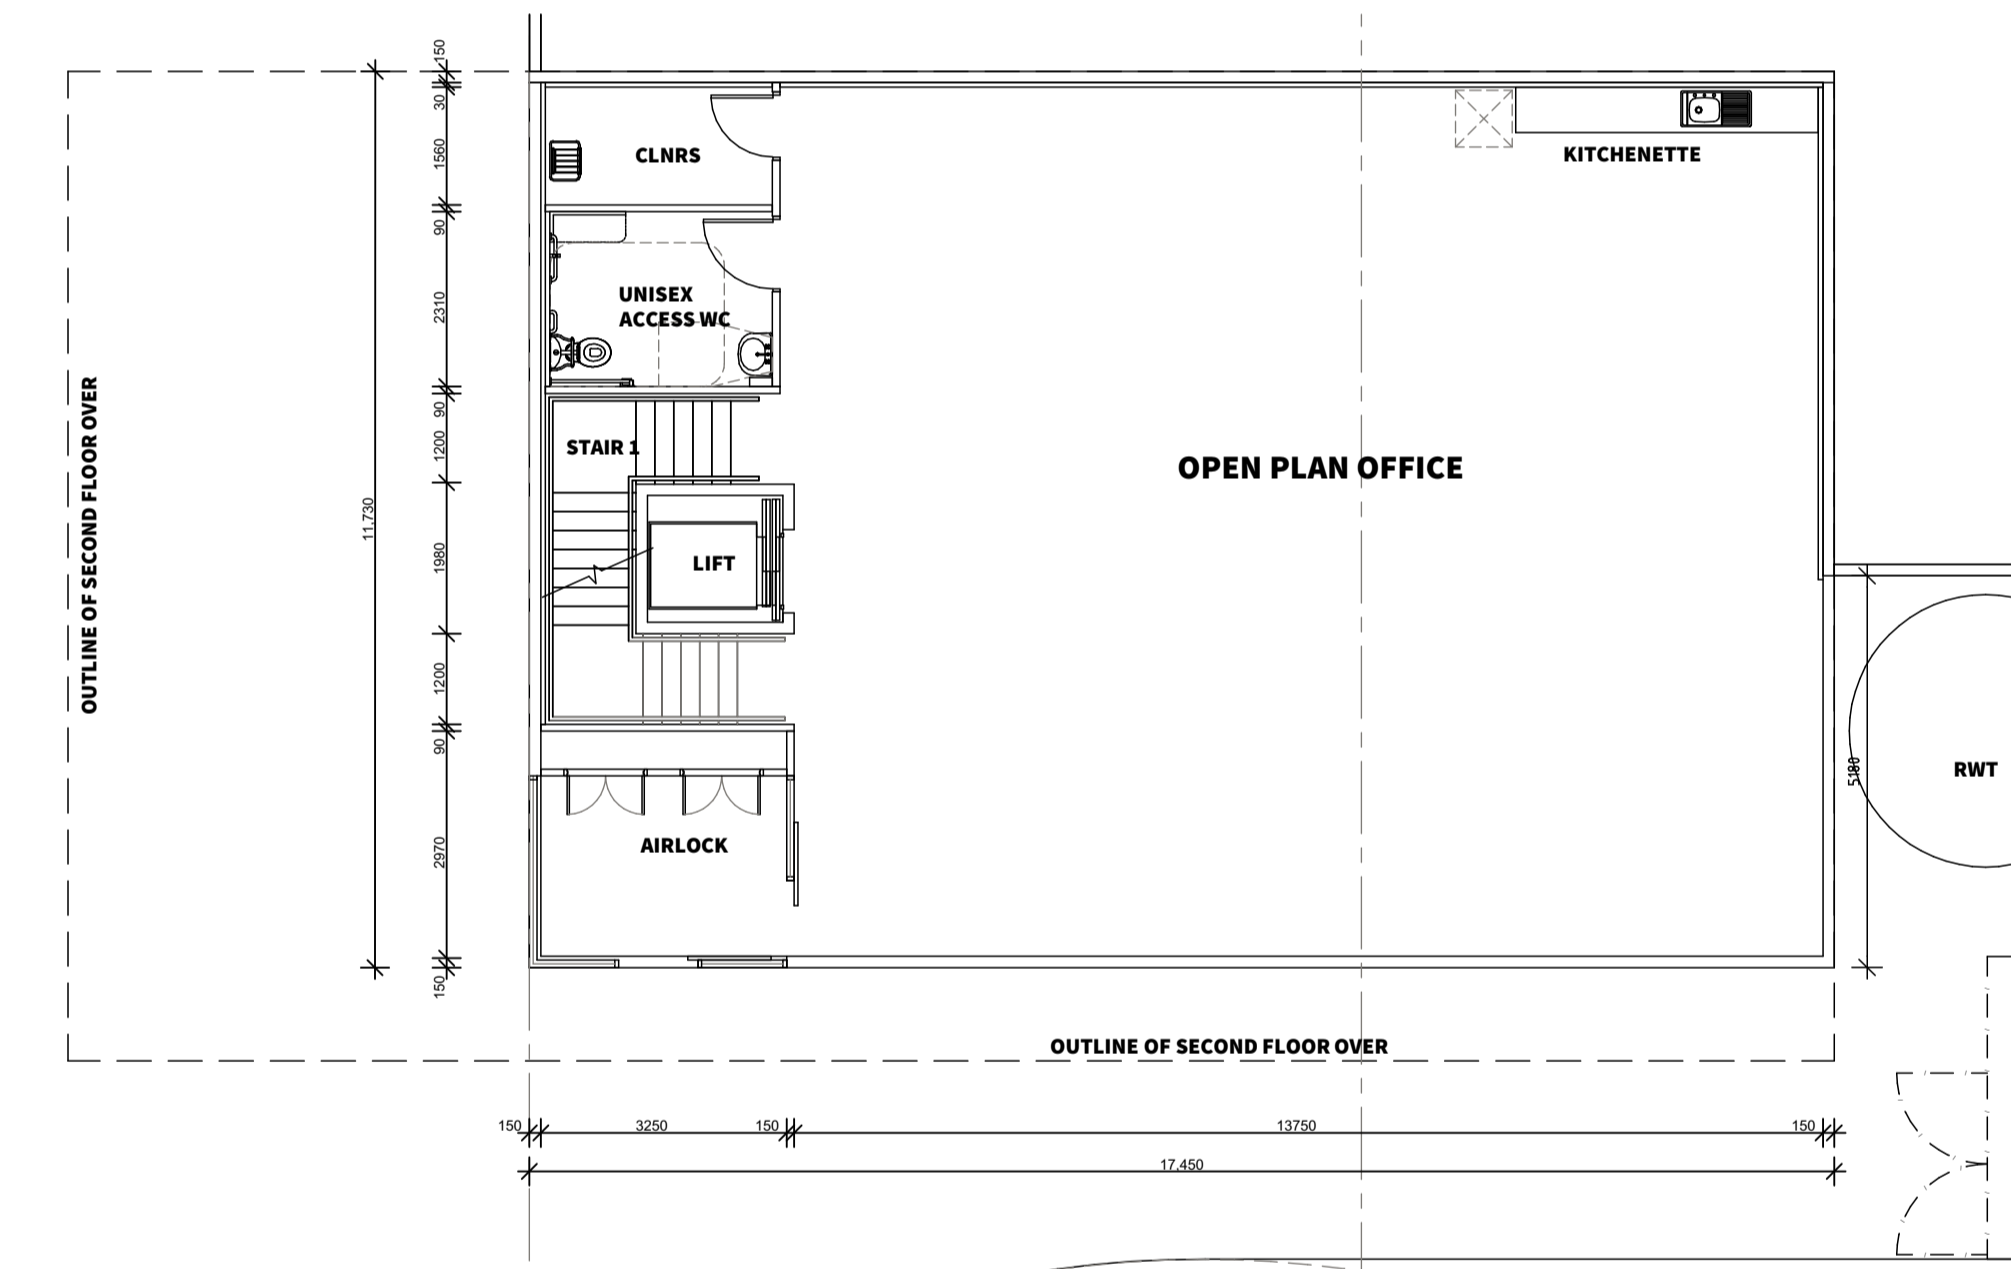 150
30
1560
90
2310
90
1200
1980
1200
90
2970
150
11,730
OUTLINE OF SECOND FLOOR OVER
CLNRS
KITCHENETTE
UNISEX
ACCESS WC
STAIR 1
OPEN PLAN OFFICE
LIFT
RWT
5180
AIRLOCK
OUTLINE OF SECOND FLOOR OVER
150
3250
150
13750
150
17,450